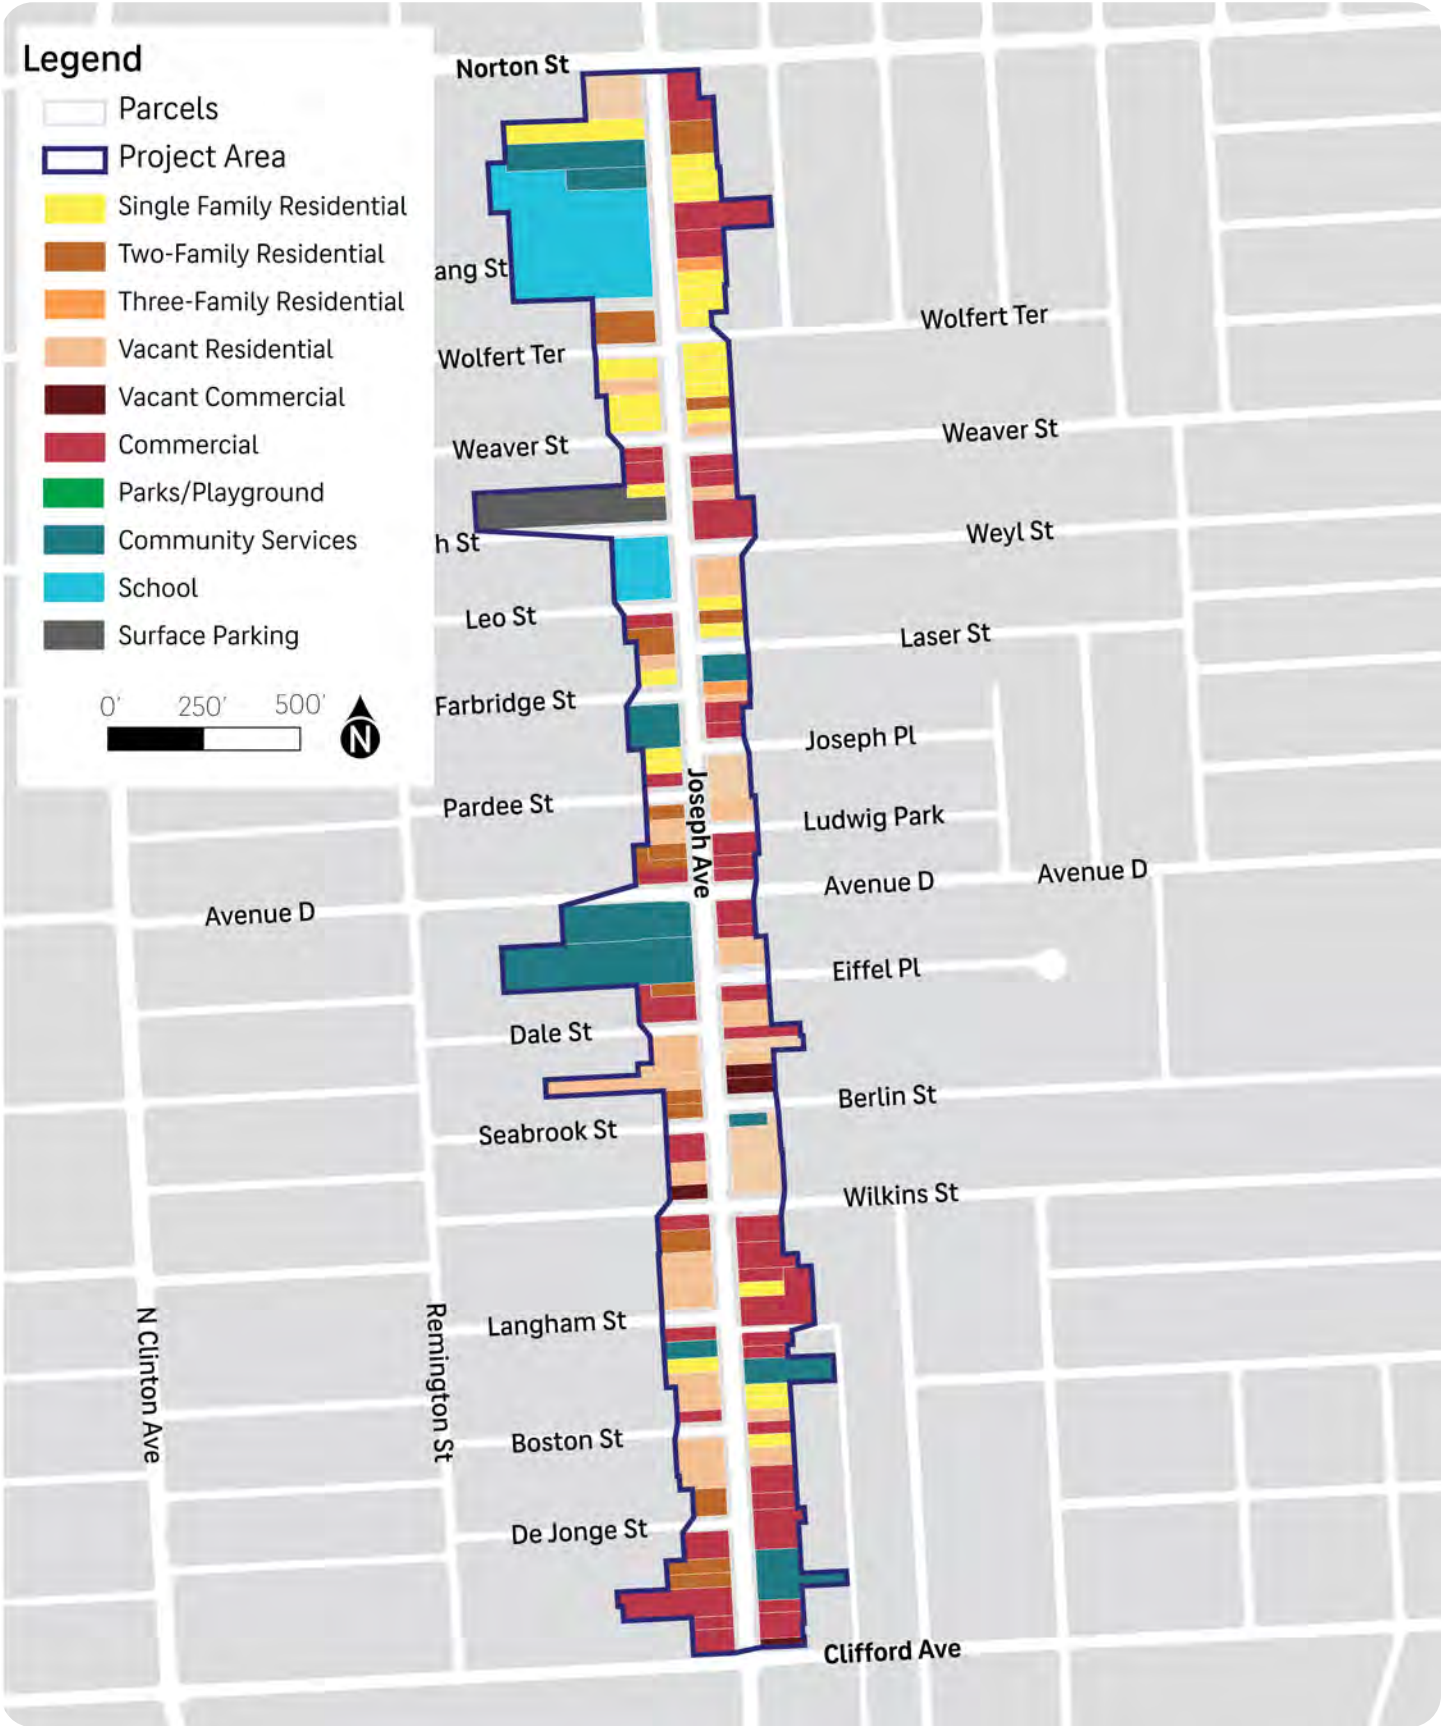 Legend
Parcels
Project Area
Single Family Residential
Two-Family Residential
Three-Family Residential
Vacant Residential
Vacant Commercial
Commercial
Parks/Playground
Community Services
School
Surface Parking
0' 250' 500'
N
Norton St
ang St
Wolfert Ter
Wolfert Ter
Weaver St
Weaver St
h St
Weyl St
Leo St
Laser St
Farbridge St
Joseph Pl
Joseph Ave
Pardee St
Ludwig Park
Avenue D
Avenue D
Avenue D
Eiffel Pl
Dale St
Berlin St
Seabrook St
Wilkins St
N Clinton Ave
Remington St
Langham St
Boston St
De Jonge St
Clifford Ave